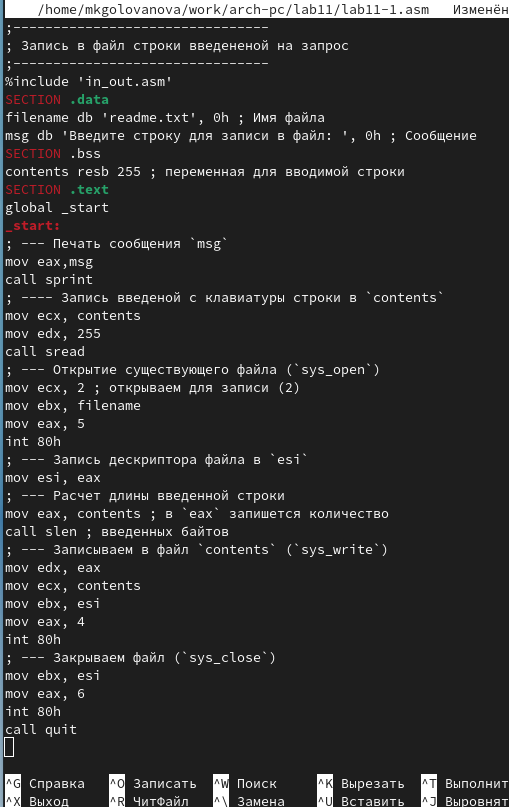 /home/mkgolovanova/work/arch-pc/lab11/lab11-1.asm Изменён
;-------------------------------
; Запись в файл строки введененой на запрос
;-------------------------------
%include 'in_out.asm'
SECTION .data
filename db 'readme.txt', 0h ; Имя файла
msg db 'Введите строку для записи в файл: ', 0h ; Сообщение
SECTION .bss
contents resb 255 ; переменная для вводимой строки
SECTION .text
global _start
_start:
; --- Печать сообщения `msg`
mov eax,msg
call sprint
; ---- Запись введеной с клавиатуры строки в `contents`
mov ecx, contents
mov edx, 255
call sread
; --- Открытие существующего файла (`sys_open`)
mov ecx, 2 ; открываем для записи (2)
mov ebx, filename
mov eax, 5
int 80h
; --- Запись дескриптора файла в `esi`
mov esi, eax
; --- Расчет длины введенной строки
mov eax, contents ; в `eax` запишется количество
call slen ; введенных байтов
; --- Записываем в файл `contents` (`sys_write`)
mov edx, eax
mov ecx, contents
mov ebx, esi
mov eax, 4
int 80h
; --- Закрываем файл (`sys_close`)
mov ebx, esi
mov eax, 6
int 80h
call quit
^G Справка ^O Записать ^W Поиск ^K Вырезать ^T Выполнит
^X Выход ^R ЧитФайл ^\ Замена ^U Вставить ^J Выровнят